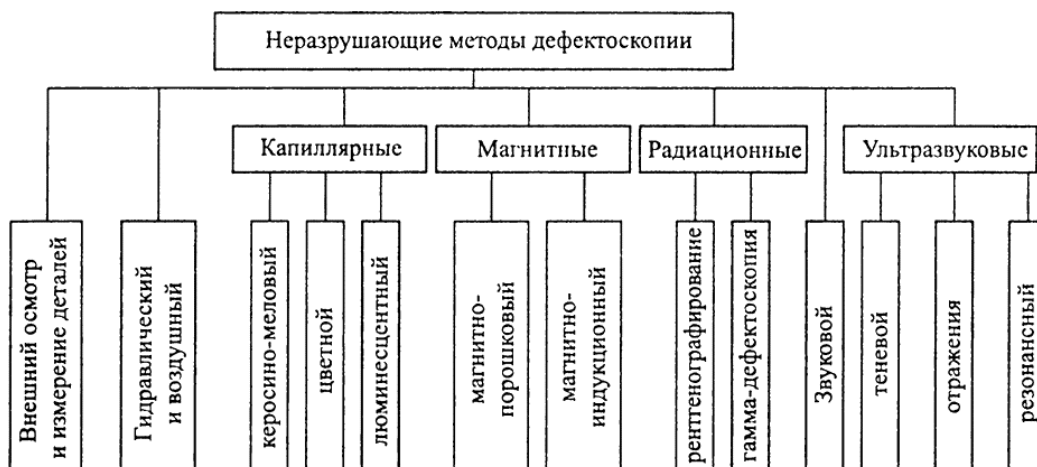 Неразрушающие методы дефектоскопии
Капиллярные
Магнитные
Радиационные
Ультразвуковые
Внешний осмотр
и измерение деталей
Гидравлический
и воздушный
керосино-меловый
цветной
люминесцентный
магнитно-
порошковый
магнитно-
индукционный
рентгенографирование
гамма-дефектоскопия
Звуковой
теневой
отражения
резонансный